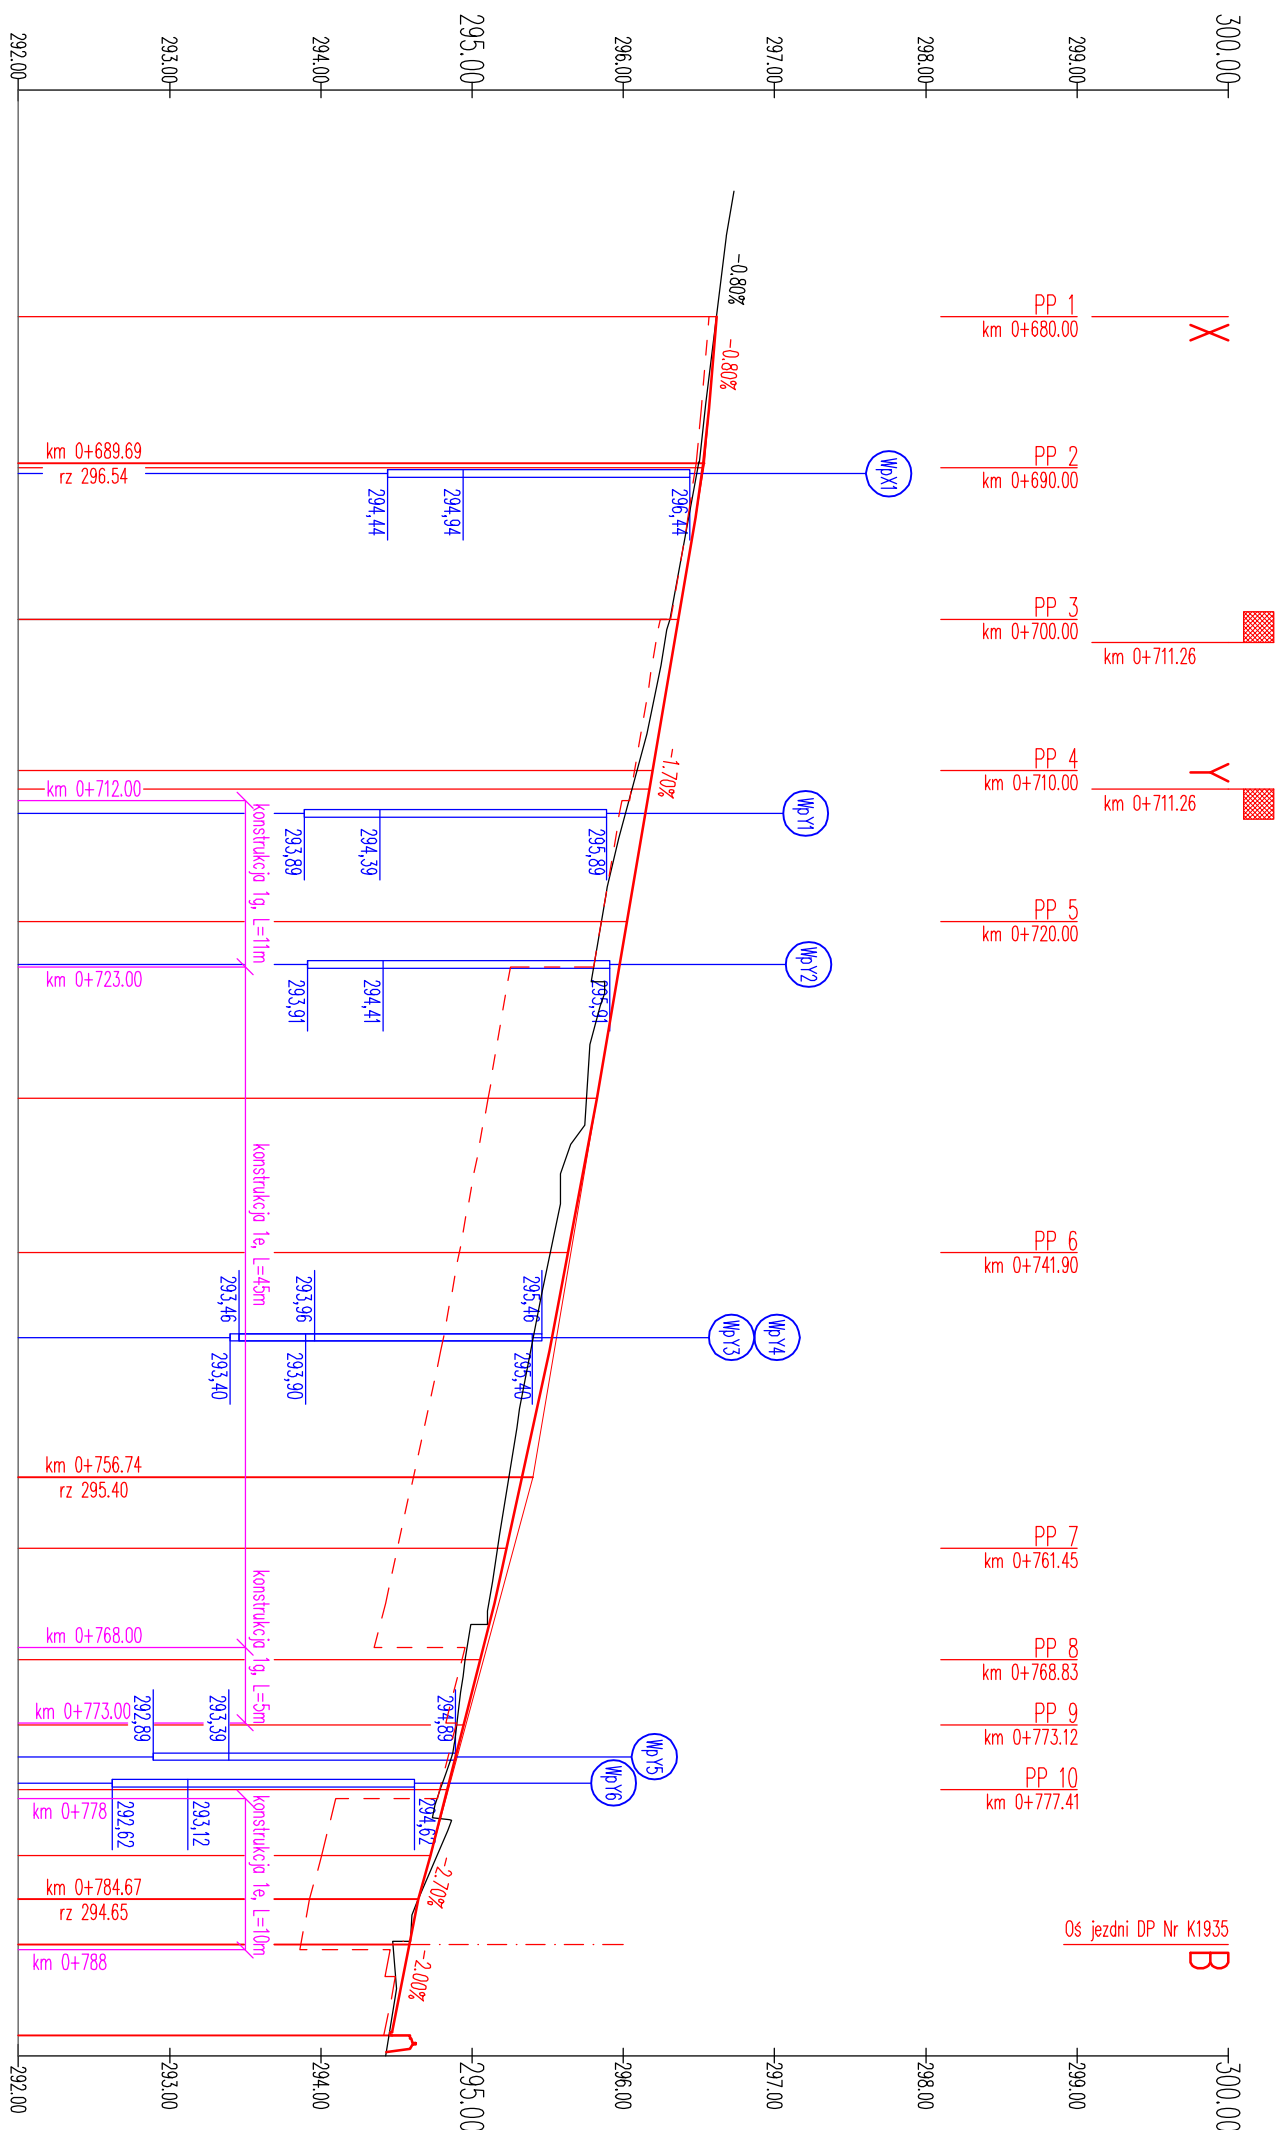 300.00
299.00
298.00
297.00
296.00
295.00
294.00
293.00
292.00
X
PP 1
km 0+680.00
-0.80%
-0.80%
WpX1
PP 2
km 0+690.00
km 0+689.69
rz 296.54
296,44
294,94
294,44
PP 3
km 0+700.00
km 0+711.26
Y
PP 4
km 0+710.00
km 0+711.26
-1.70%
km 0+712.00
WpY1
295,89
294,39
293,89
konstrukcja 1g, L=11m
PP 5
km 0+720.00
WpY2
km 0+723.00
295,91
294,41
293,91
konstrukcja 1e, L=45m
PP 6
km 0+741.90
295,46
293,96
293,46
WpY4
WpY3
295,40
293,90
293,40
km 0+756.74
rz 295.40
PP 7
km 0+761.45
konstrukcja 1g, L=5m
km 0+768.00
PP 8
km 0+768.83
km 0+773.00
PP 9
km 0+773.12
294,89
293,39
292,89
WpY5
WpY6
PP 10
km 0+777.41
km 0+778
294,62
293,12
292,62
konstrukcja 1e, L=10m
-2.70%
km 0+784.67
rz 294.65
Oś jezdni DP Nr K1935
B
km 0+788
-2.00%
300.00
299.00
298.00
297.00
296.00
295.00
294.00
293.00
292.00